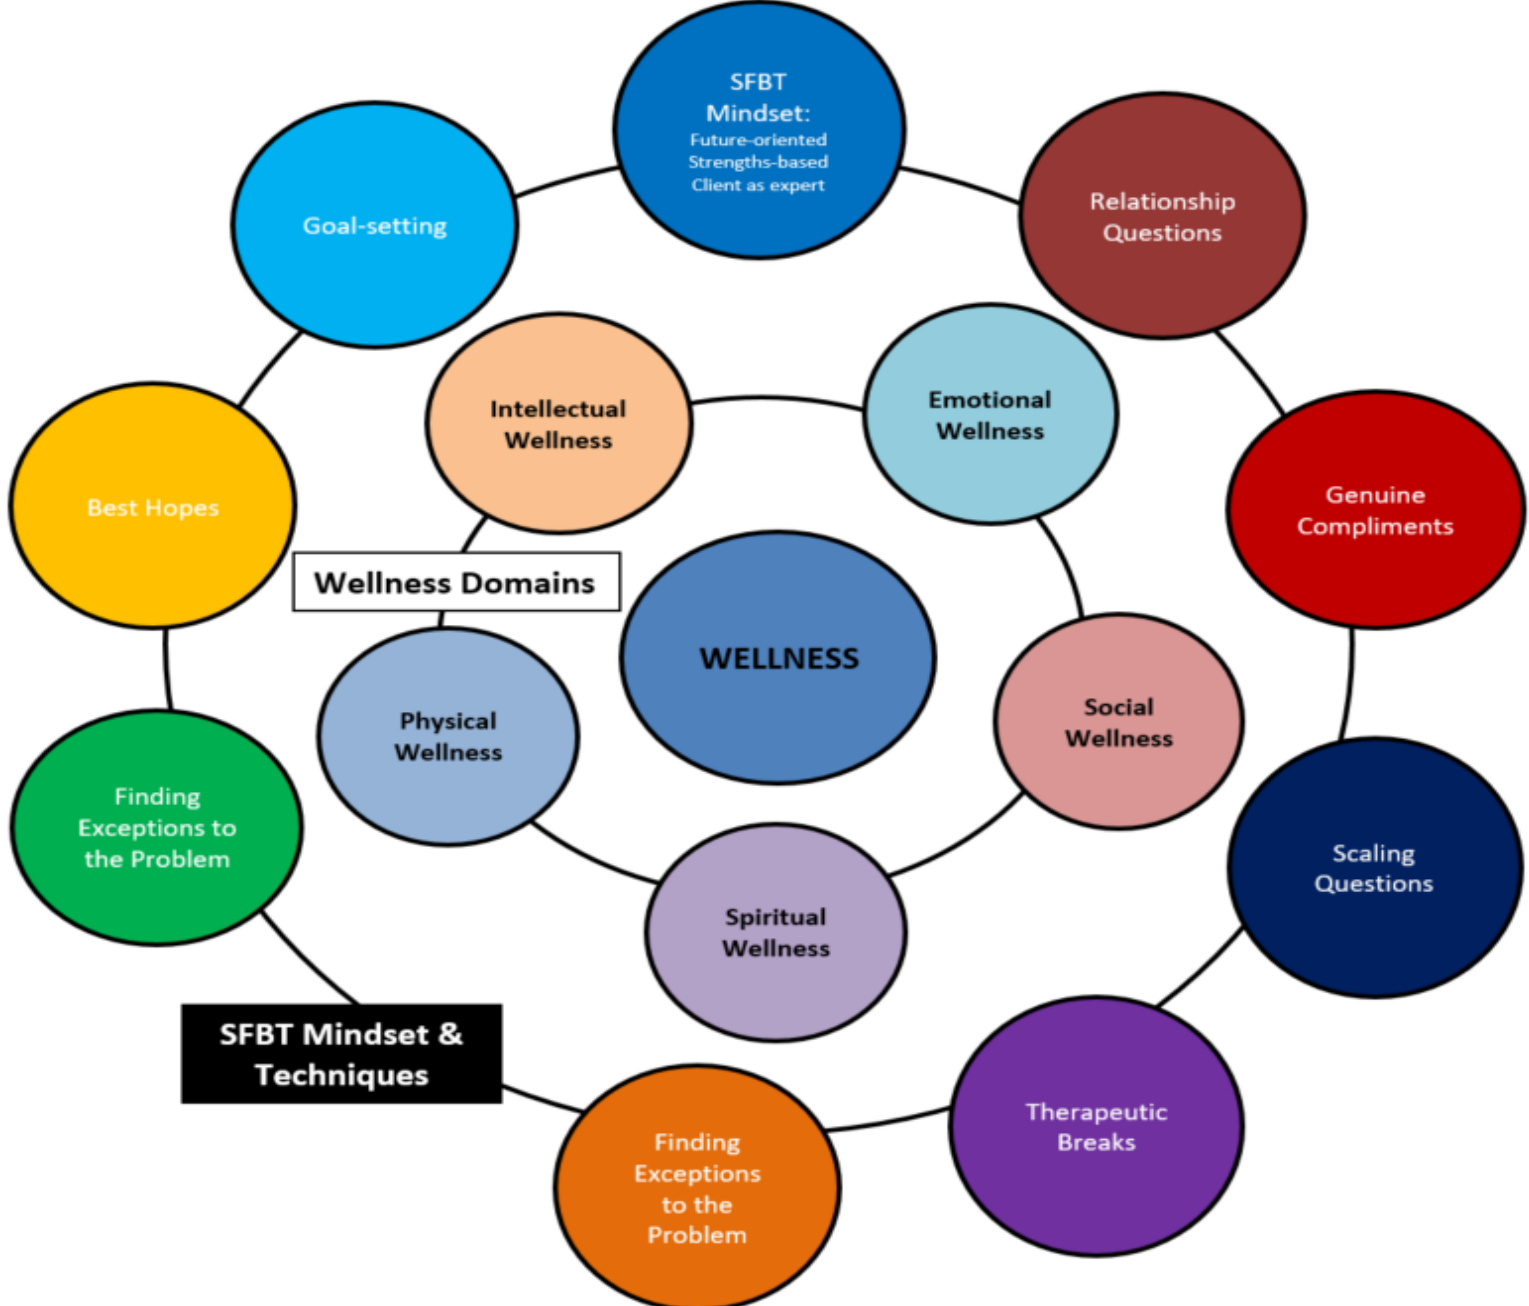 SFBT
Mindset:
Future-oriented
Strengths-based
Client as expert
Relationship
Questions
Goal-setting
Genuine
Compliments
Best Hopes
Intellectual
Wellness
Emotional
Wellness
Wellness Domains
WELLNESS
Physical
Wellness
Social
Wellness
Finding
Exceptions to
the Problem
Scaling
Questions
Spiritual
Wellness
SFBT Mindset &
Techniques
Therapeutic
Breaks
Finding
Exceptions
to the
Problem